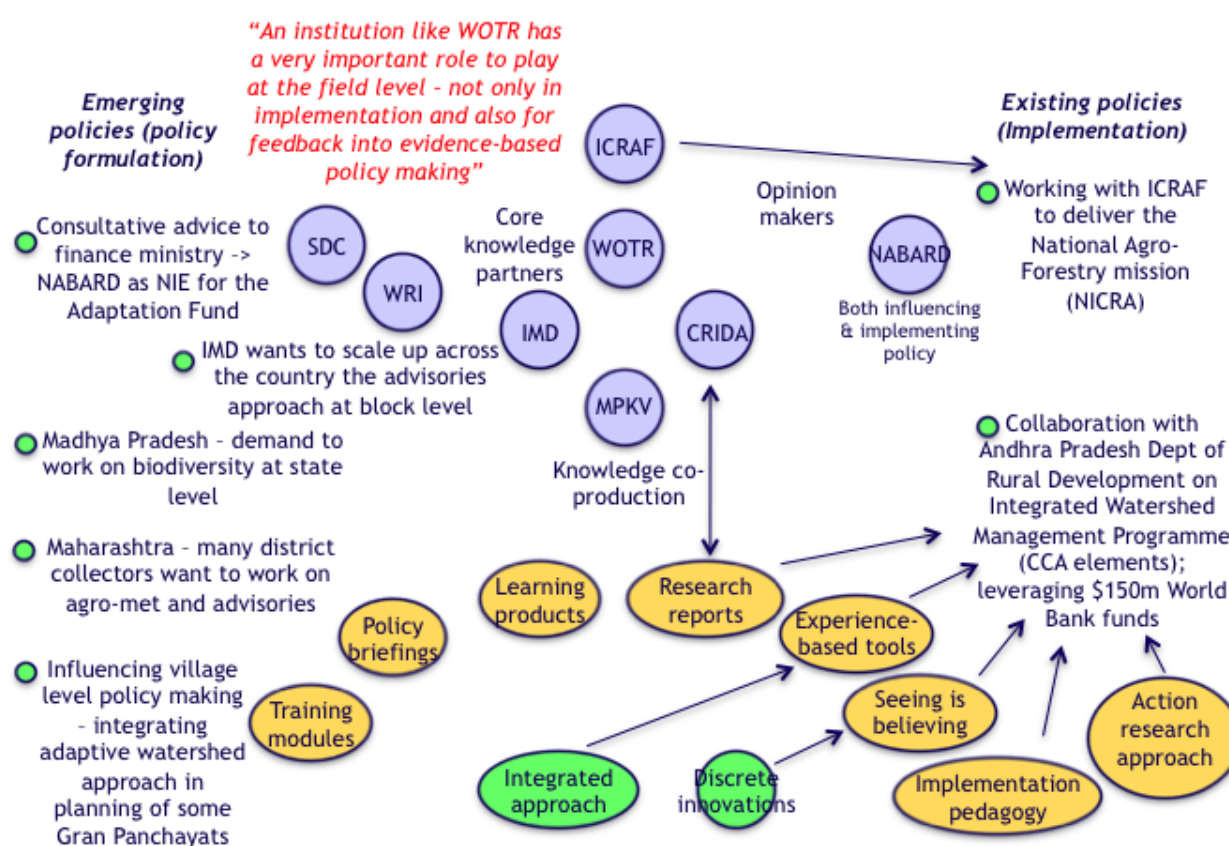 “An institution like WOTR has
a very important role to play
at the field level – not only in
implementation and also for
feedback into evidence-based
policy making”
Emerging
policies (policy
formulation)
Consultative advice to
finance ministry ->
NABARD as NIE for the
Adaptation Fund
IMD wants to scale up across
the country the advisories
approach at block level
Madhya Pradesh – demand to
work on biodiversity at state
level
Maharashtra – many district
collectors want to work on
agro-met and advisories
Influencing village
level policy making
– integrating
adaptive watershed
approach in
planning of some
Gran Panchayats
SDC
WRI
Core
knowledge
partners
ICRAF
WOTR
IMD
CRIDA
MPKV
Knowledge co-
production
Opinion
makers
NABARD
Both influencing
& implementing
policy
Existing policies
(Implementation)
Working with ICRAF
to deliver the
National Agro-
Forestry mission
(NICRA)
Collaboration with
Andhra Pradesh Dept of
Rural Development on
Integrated Watershed
Management Programme
(CCA elements);
leveraging $150m World
Bank funds
Learning
products
Research
reports
Experience-
based tools
Policy
briefings
Training
modules
Seeing is
believing
Action
research
approach
Integrated
approach
Discrete
innovations
Implementation
pedagogy